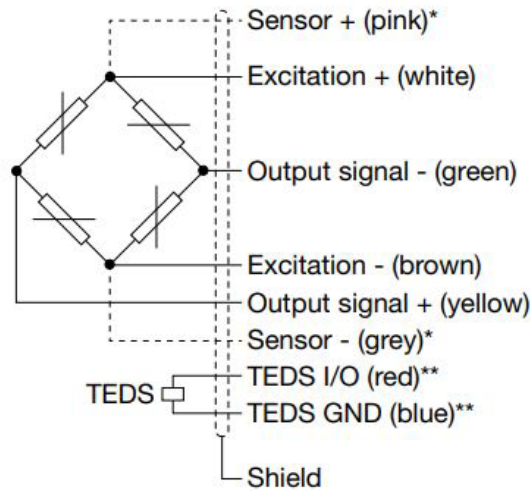 Sensor + (pink)*
Excitation + (white)
Output signal - (green)
Excitation - (brown)
Output signal + (yellow)
Sensor - (grey)*
TEDS I/O (red)**
TEDS
TEDS GND (blue)**
Shield